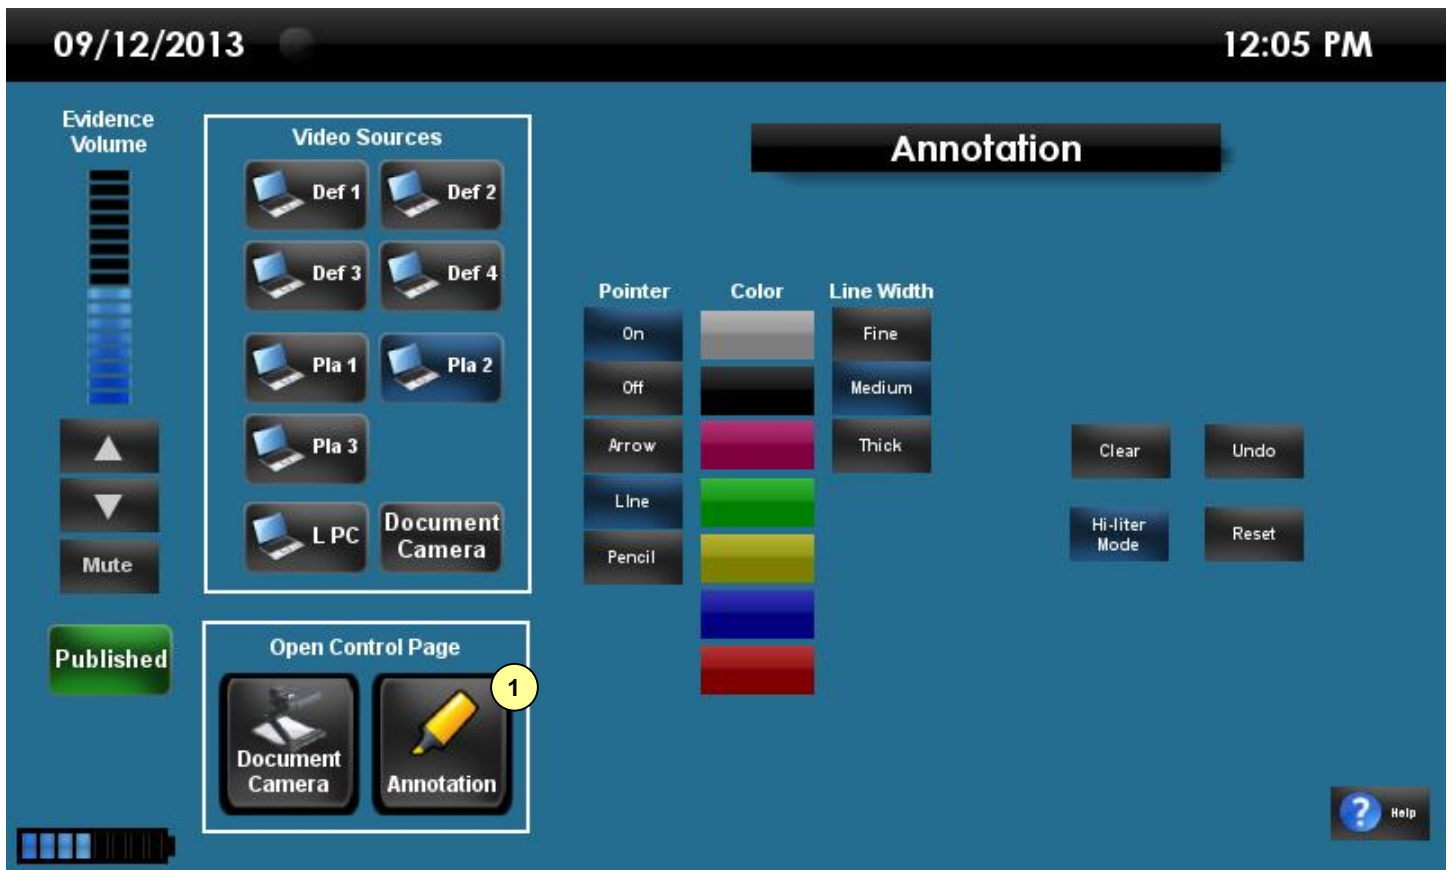 09/12/2013
12:05 PM
Evidence
Volume
Mute
Published
Video Sources
Def 1
Def 2
Def 3
Def 4
Pla 1
Pla 2
Pla 3
L PC
Document
Camera
Open Control Page
Document
Camera
Annotation
1
Annotation
Pointer
On
Off
Arrow
LIne
Pencil
Color
Line Width
Fine
Medium
Thick
Clear
Undo
Hi-liter
Mode
Reset
?
Help